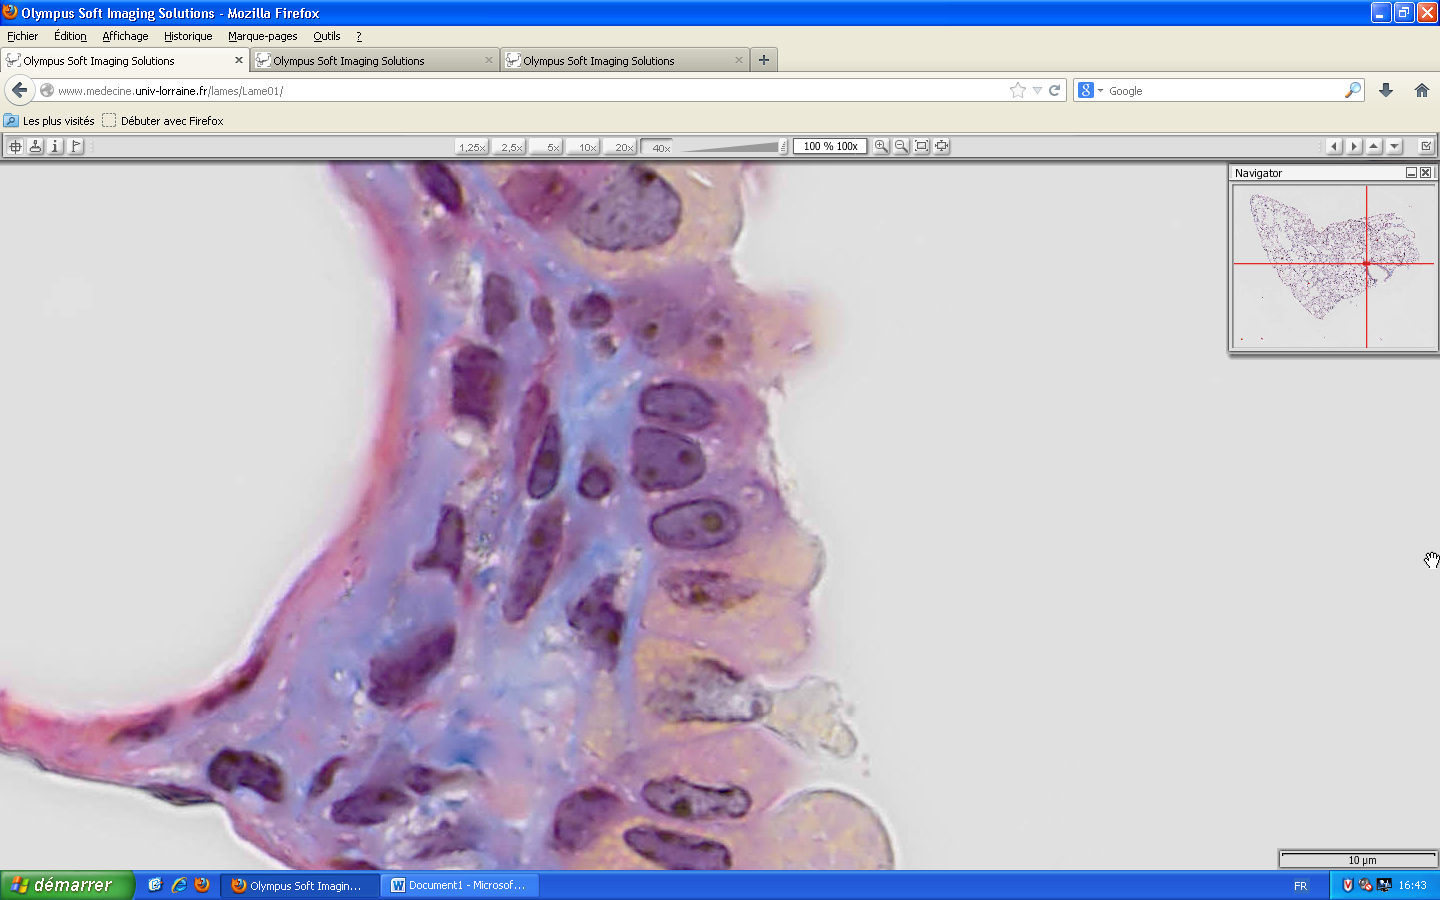 Olympus Soft Imaging Solutions - Mozilla Firefox
Fichier Édition Affichage Historique Marque-pages Outils ?
Olympus Soft Imaging Solutions Olympus Soft Imaging Solutions Olympus Soft Imaging Solutions
www.medecine.univ-lorraine.fr/lames/Lame01/ Google
Les plus visités Débuter avec Firefox
1,25x 2,5x 5x 10x 20x 40x 100 % 100x
Navigator
10 µm
démarrer Olympus Soft Imagin... Document1 - Microsof... FR 16:43